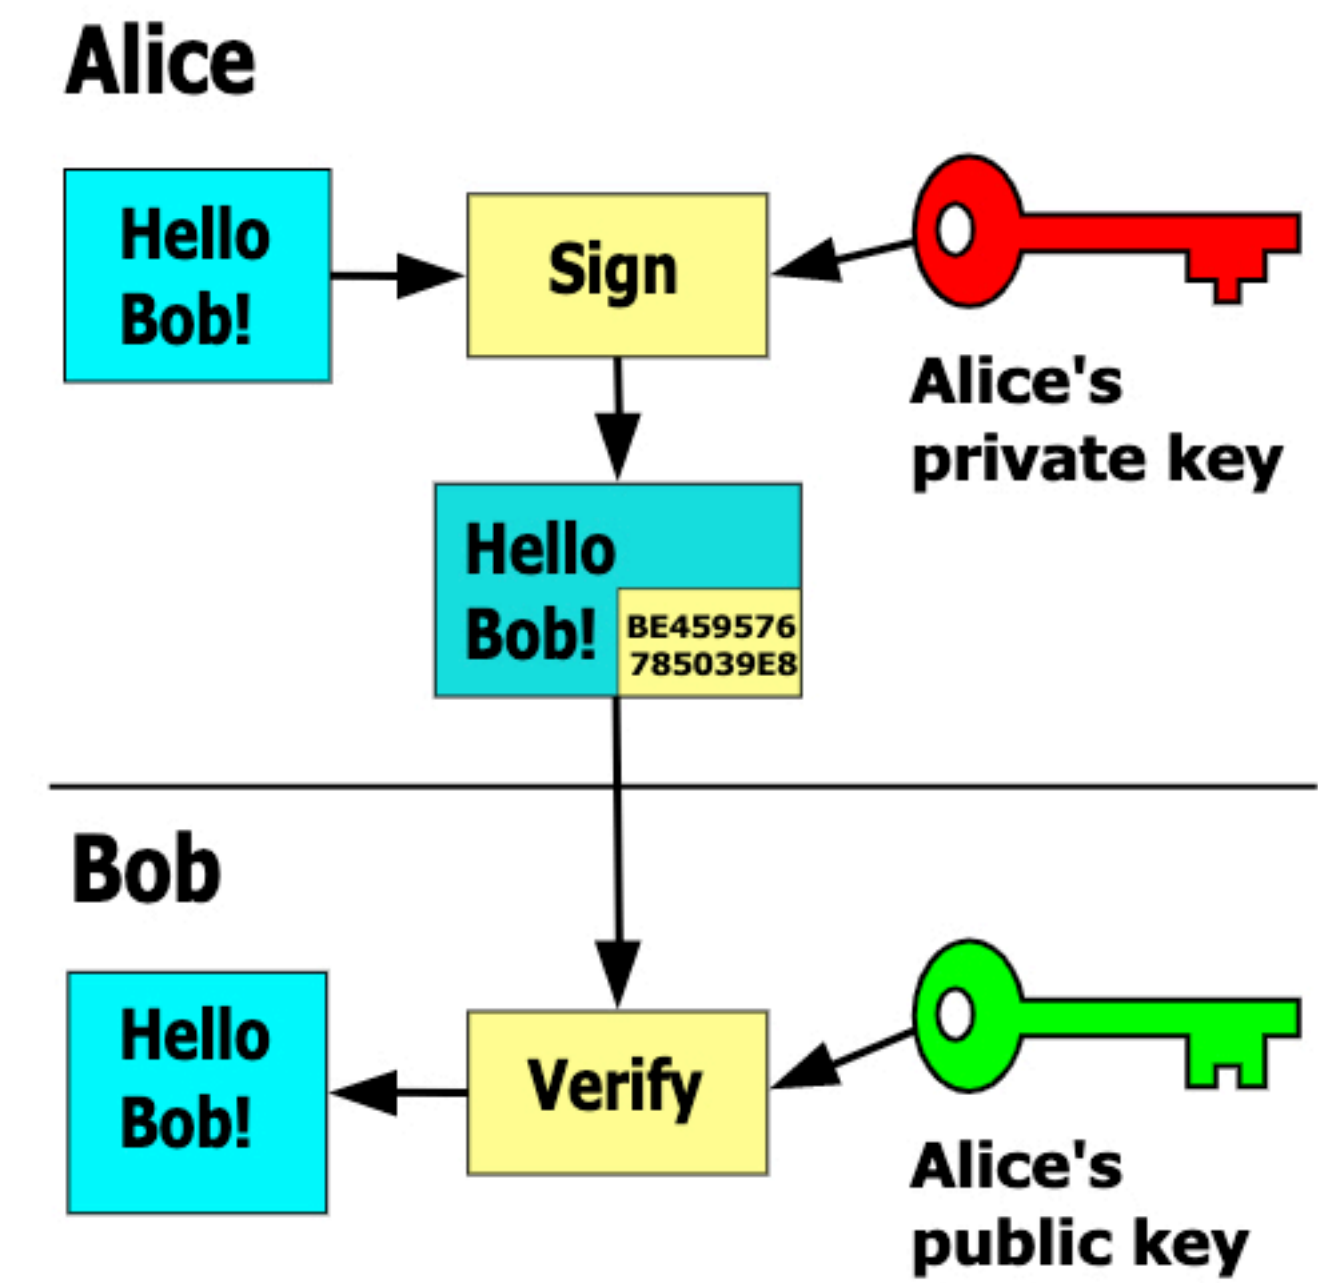 Alice
Hello
Bob!
Sign
Alice's
private key
Hello
Bob!
BE459576
785039E8
Bob
Hello
Bob!
Verify
Alice's
public key